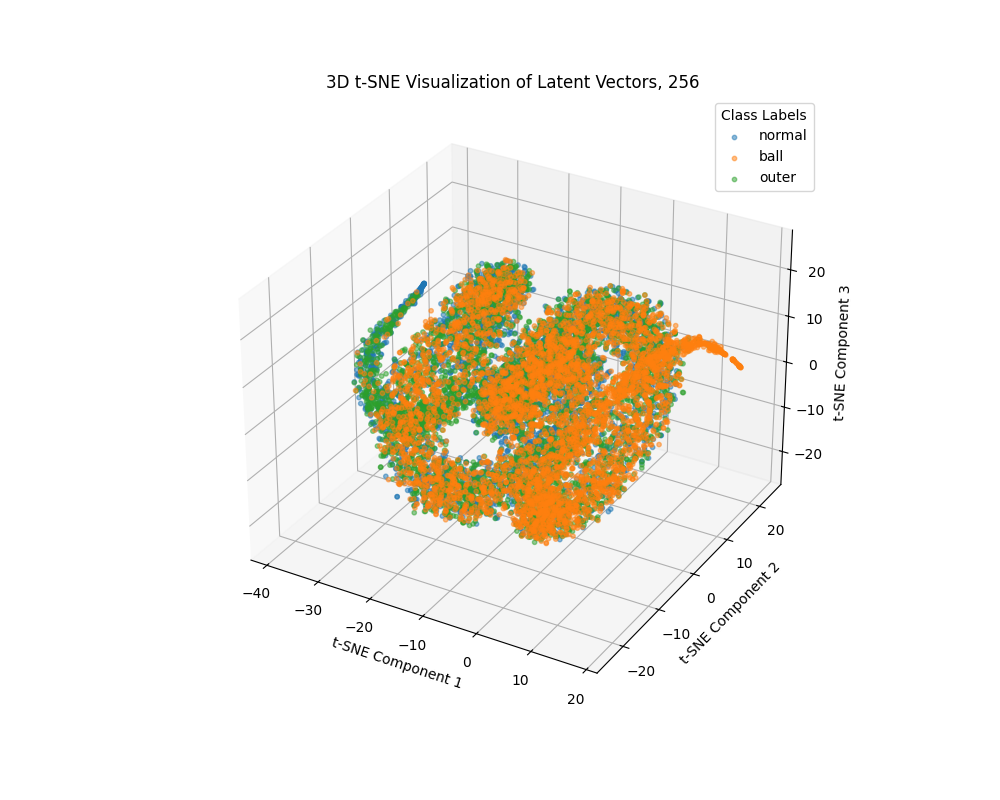 3D t-SNE Visualization of Latent Vectors, 256
Class Labels
normal
ball
outer
20
10
0
−10
−20
t-SNE Component 3
20
10
0
−10
−20
t-SNE Component 2
−40
−30
−20
−10
0
10
20
t-SNE Component 1